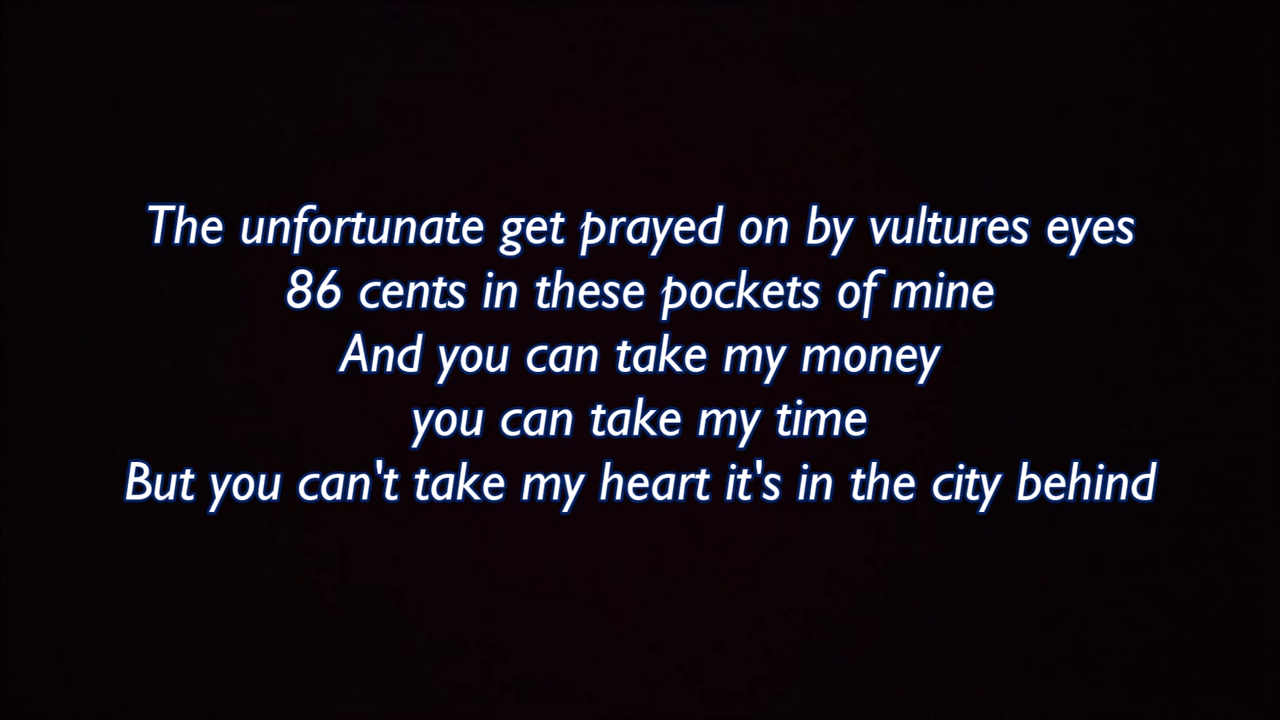 The unfortunate get prayed on by vultures eyes
86 cents in these pockets of mine
And you can take my money
you can take my time
But you can't take my heart it's in the city behind